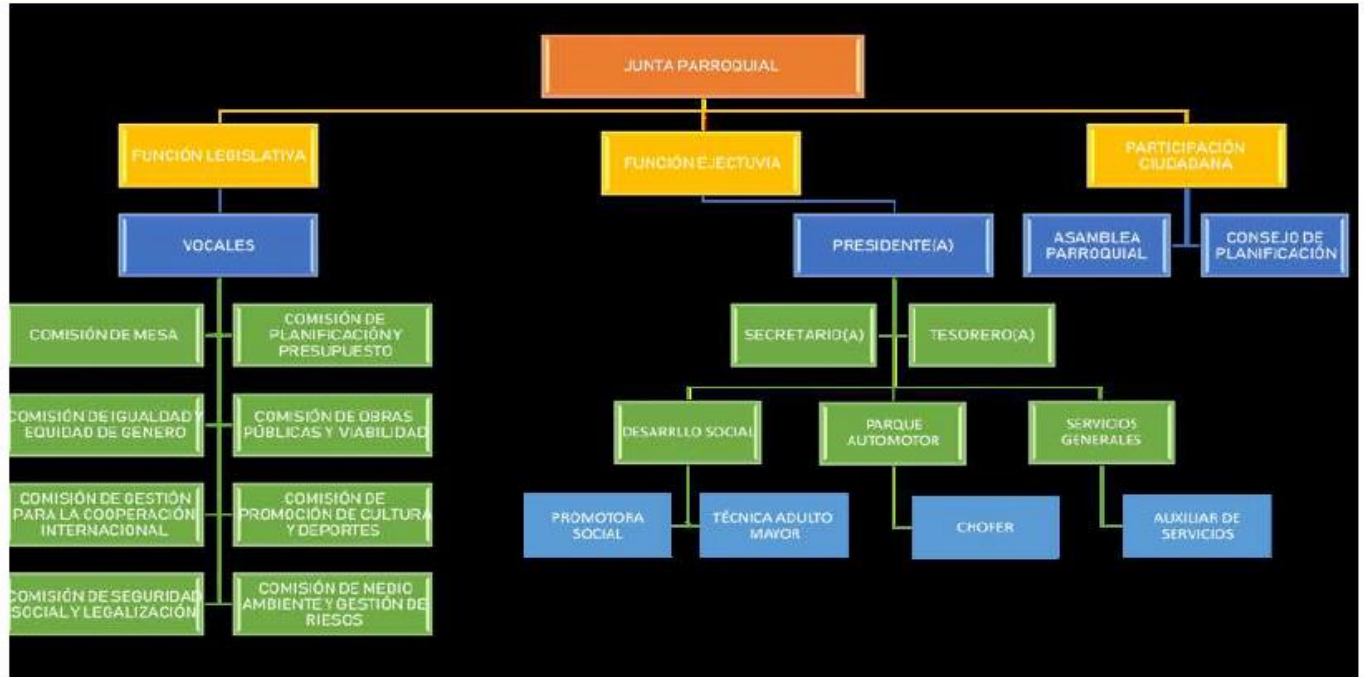 JUNTA PARROQUIAL
FUNCIÓN LEGISLATIVA
FUNCIÓN EJECTUVIA
PARTICIPACIÓN
CIUDADANA
VOCALES
PRESIDENTE(A)
ASAMBLEA
PARROQUIAL
CONSEJO DE
PLANIFICACIÓN
COMISIÓN DE MESA
COMISIÓN DE
PLANIFICACIÓN Y
PRESUPUESTO
SECRETARIO(A)
TESORERO(A)
COMISIÓN DE IGUALDAD Y
EQUIDAD DE GENERO
COMISIÓN DE OBRAS
PÚBLICAS Y VIABILIDAD
DESARRLLO SOCIAL
PARQUE
AUTOMOTOR
SERVICIOS
GENERALES
COMISIÓN DE GESTIÓN
PARA LA COOPERACIÓN
INTERNACIONAL
COMISIÓN DE
PROMOCIÓN DE CULTURA
Y DEPORTES
PROMOTORA
SOCIAL
TÉCNICA ADULTO
MAYOR
CHOFER
AUXILIAR DE
SERVICIOS
COMISIÓN DE SEGURIDAD
SOCIAL Y LEGALIZACIÓN
COMISIÓN DE MEDIO
AMBIENTE Y GESTIÓN DE
RIESOS